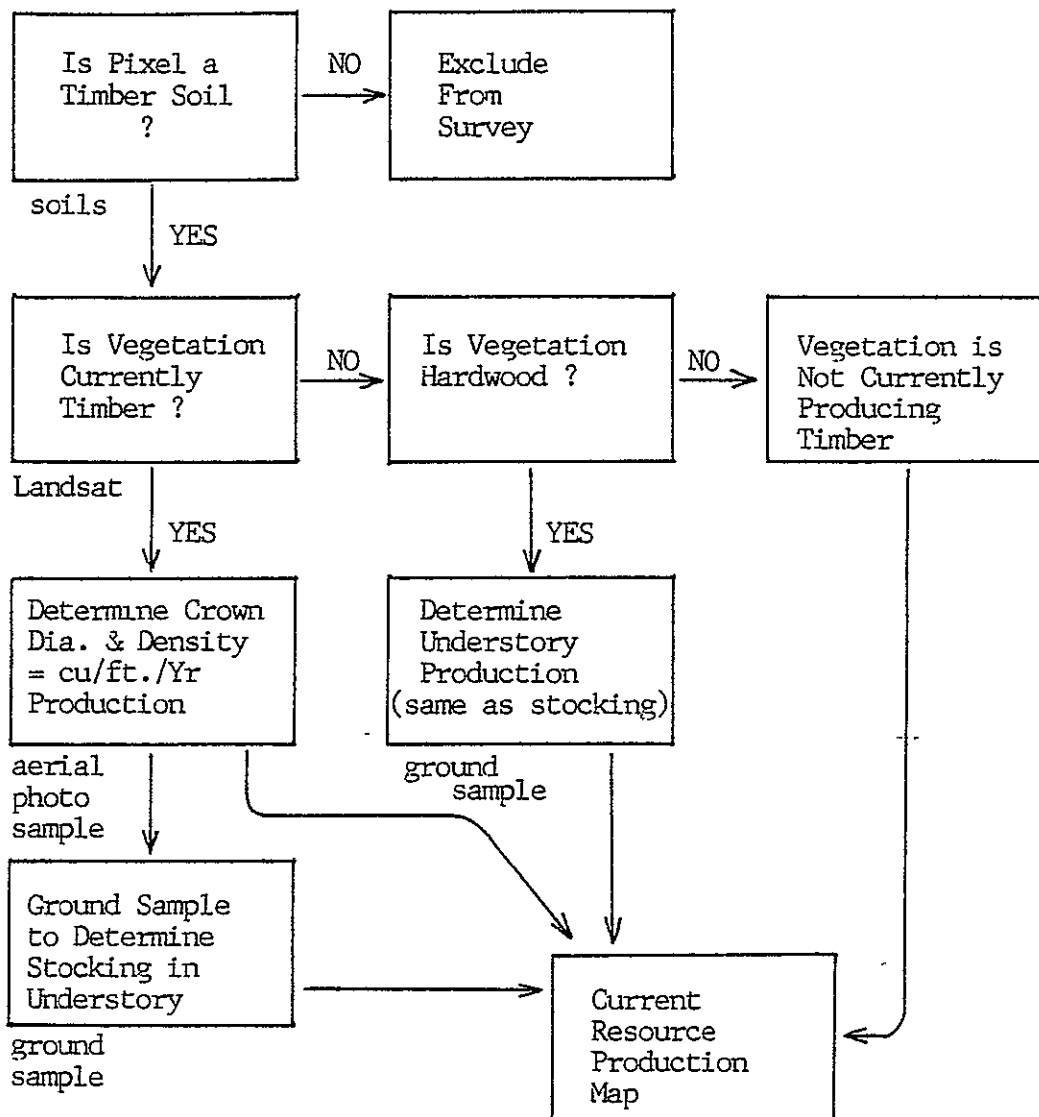 Is Pixel a
Timber Soil
?
NO
Exclude
From
Survey
soils
YES
Is Vegetation
Currently
Timber ?
NO
Is Vegetation
Hardwood ?
NO
Vegetation is
Not Currently
Producing
Timber
Landsat
YES
YES
Determine Crown
Dia. & Density
= cu/ft./Yr
Production
Determine
Understory
Production
(same as stocking)
aerial
photo
sample
ground
sample
Ground Sample
to Determine
Stocking in
Understory
ground
sample
Current
Resource
Production
Map